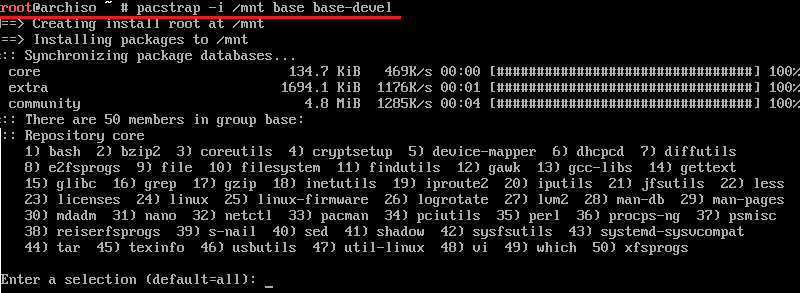 root@archiso ~ # pacstrap -i /mnt base base-devel
==> Creating install root at /mnt
==> Installing packages to /mnt
:: Synchronizing package databases...
core 134.7 KiB 469K/s 00:00 [################################] 100%
extra 1694.1 KiB 1176K/s 00:01 [################################] 100%
community 4.8 MiB 1285K/s 00:04 [################################] 100%
:: There are 50 members in group base:
:: Repository core
1) bash 2) bzip2 3) coreutils 4) cryptsetup 5) device-mapper 6) dhcpcd 7) diffutils
8) e2fsprogs 9) file 10) filesystem 11) findutils 12) gawk 13) gcc-libs 14) gettext
15) glibc 16) grep 17) gzip 18) inetutils 19) iproute2 20) iputils 21) jfsutils 22) less
23) licenses 24) linux 25) linux-firmware 26) logrotate 27) lvm2 28) man-db 29) man-pages
30) mdadm 31) nano 32) netctl 33) pacman 34) pciutils 35) perl 36) procps-ng 37) psmisc
38) reiserfsprogs 39) s-nail 40) sed 41) shadow 42) sysfsutils 43) systemd-sysvcompat
44) tar 45) texinfo 46) usbutils 47) util-linux 48) vi 49) which 50) xfsprogs
Enter a selection (default=all): _